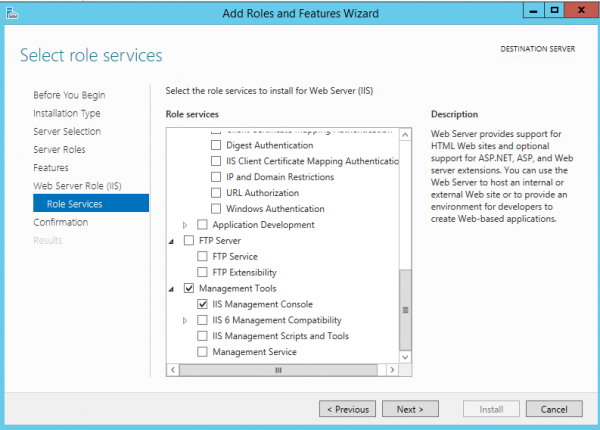 Add Roles and Features Wizard
Select role services
DESTINATION SERVER
Before You Begin
Installation Type
Server Selection
Server Roles
Features
Web Server Role (IIS)
Role Services
Confirmation
Results
Select the role services to install for Web Server (IIS)
Role services
Client Certificate Mapping Authentication
Digest Authentication
IIS Client Certificate Mapping Authenticatio
IP and Domain Restrictions
URL Authorization
Windows Authentication
Application Development
FTP Server
FTP Service
FTP Extensibility
Management Tools
IIS Management Console
IIS 6 Management Compatibility
IIS Management Scripts and Tools
Management Service
Description
Web Server provides support for
HTML Web sites and optional
support for ASP.NET, ASP, and Web
server extensions. You can use the
Web Server to host an internal or
external Web site or to provide an
environment for developers to
create Web-based applications.
< Previous
Next >
Install
Cancel